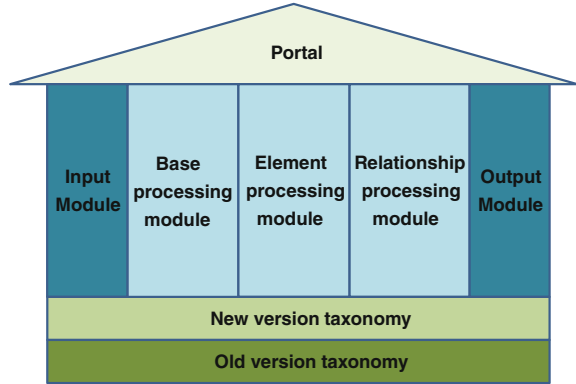 Portal
Input
Module
Base
processing
module
Element
processing
module
Relationship
processing
module
Output
Module
New version taxonomy
Old version taxonomy